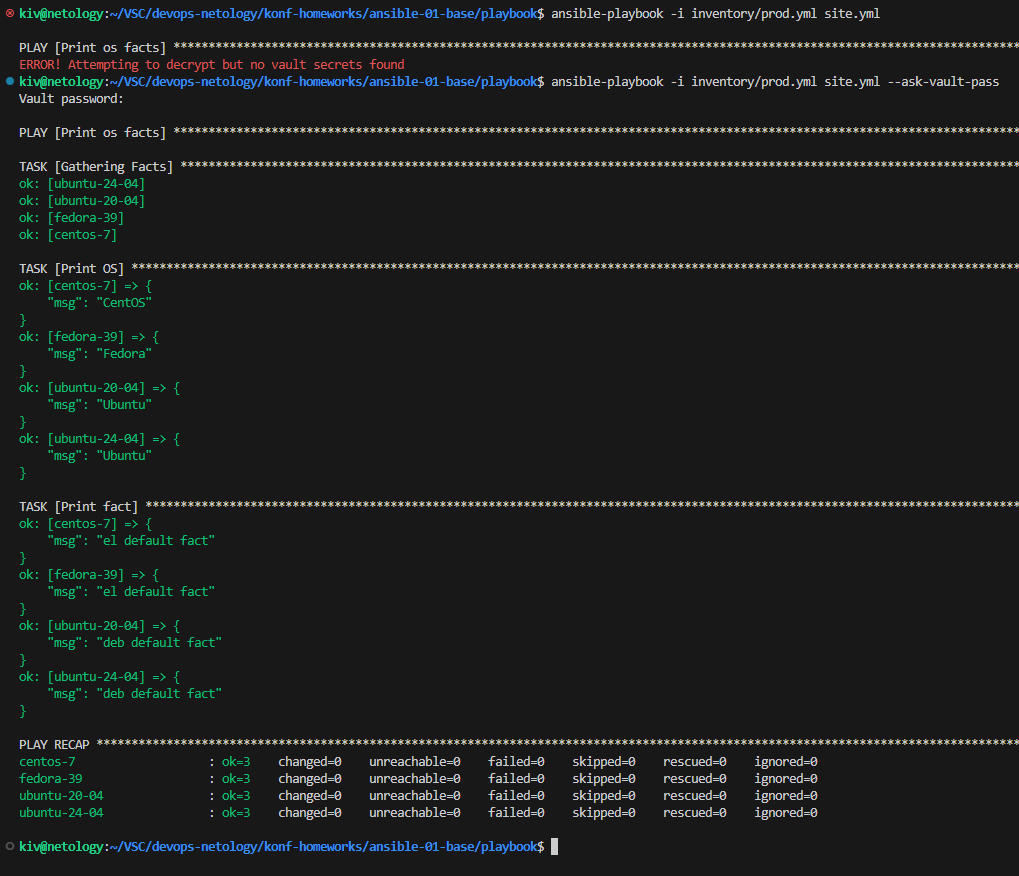 kiv@netology:~/VSC/devops-netology/konf-homeworks/ansible-01-base/playbook$ ansible-playbook -i inventory/prod.yml site.yml
PLAY [Print os facts] *************************************************************************************************************************
ERROR! Attempting to decrypt but no vault secrets found
kiv@netology:~/VSC/devops-netology/konf-homeworks/ansible-01-base/playbook$ ansible-playbook -i inventory/prod.yml site.yml --ask-vault-pass
Vault password:
PLAY [Print os facts] *************************************************************************************************************************
TASK [Gathering Facts] ************************************************************************************************************************
ok: [ubuntu-24-04]
ok: [ubuntu-20-04]
ok: [fedora-39]
ok: [centos-7]
TASK [Print OS] *******************************************************************************************************************************
ok: [centos-7] => {
    "msg": "CentOS"
}
ok: [fedora-39] => {
    "msg": "Fedora"
}
ok: [ubuntu-20-04] => {
    "msg": "Ubuntu"
}
ok: [ubuntu-24-04] => {
    "msg": "Ubuntu"
}
TASK [Print fact] *****************************************************************************************************************************
ok: [centos-7] => {
    "msg": "el default fact"
}
ok: [fedora-39] => {
    "msg": "el default fact"
}
ok: [ubuntu-20-04] => {
    "msg": "deb default fact"
}
ok: [ubuntu-24-04] => {
    "msg": "deb default fact"
}
PLAY RECAP ************************************************************************************************************************************
centos-7                   : ok=3    changed=0    unreachable=0    failed=0    skipped=0    rescued=0    ignored=0
fedora-39                  : ok=3    changed=0    unreachable=0    failed=0    skipped=0    rescued=0    ignored=0
ubuntu-20-04               : ok=3    changed=0    unreachable=0    failed=0    skipped=0    rescued=0    ignored=0
ubuntu-24-04               : ok=3    changed=0    unreachable=0    failed=0    skipped=0    rescued=0    ignored=0
kiv@netology:~/VSC/devops-netology/konf-homeworks/ansible-01-base/playbook$